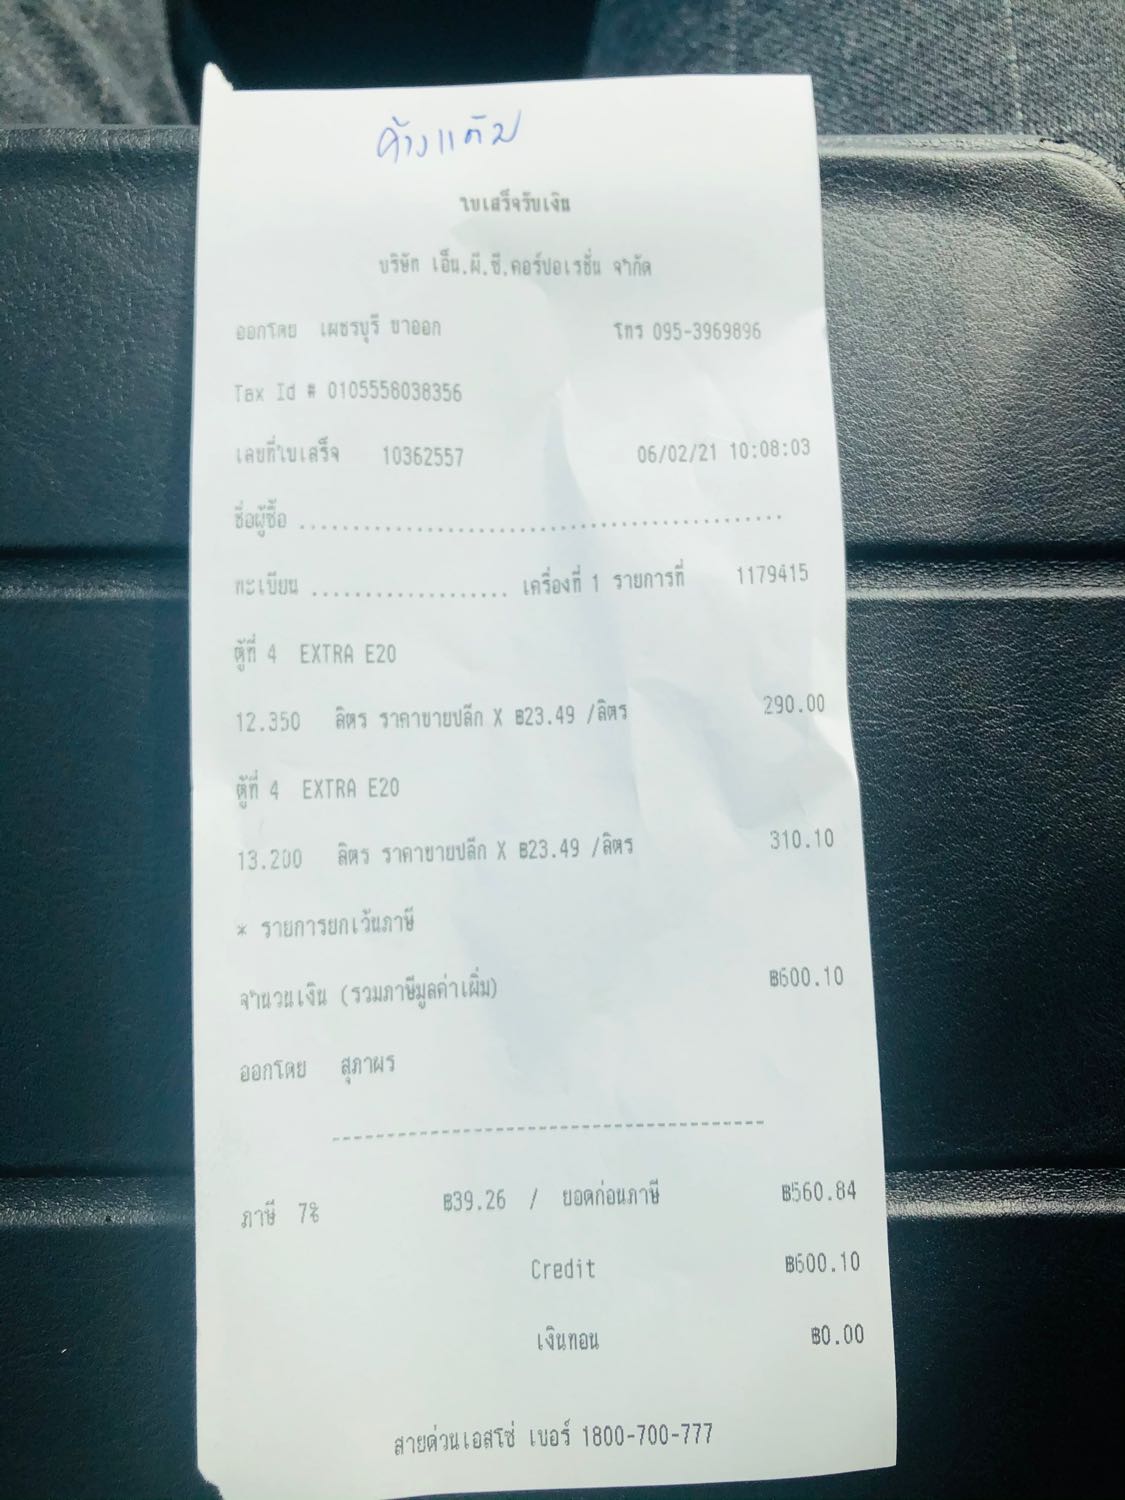 ค้างแต้ม
ใบเสร็จรับเงิน
บริษัท เอ็น.พี.ซี.คอร์ปอเรชั่น จำกัด
ออกโดย เพชรบุรี ขาออก โทร 095-3969896
Tax Id # 0105558038356
เลขที่ใบเสร็จ 10362557 06/02/21 10:08:03
ชื่อผู้ซื้อ ..............................................
ทะเบียน ................... เครื่องที่ 1 รายการที่ 1179415
ตู้ที่ 4 EXTRA E20
12.350 ลิตร ราคาขายปลีก X ฿23.49 /ลิตร 290.00
ตู้ที่ 4 EXTRA E20
13.200 ลิตร ราคาขายปลีก X ฿23.49 /ลิตร 310.10
* รายการยกเว้นภาษี
จำนวนเงิน (รวมภาษีมูลค่าเพิ่ม) ฿600.10
ออกโดย สุภาพร
----------------------------------------
ภาษี 7% ฿39.26 / ยอดก่อนภาษี ฿560.84
Credit ฿600.10
เงินทอน ฿0.00
สายด่วนเอสโซ่ เบอร์ 1800-700-777